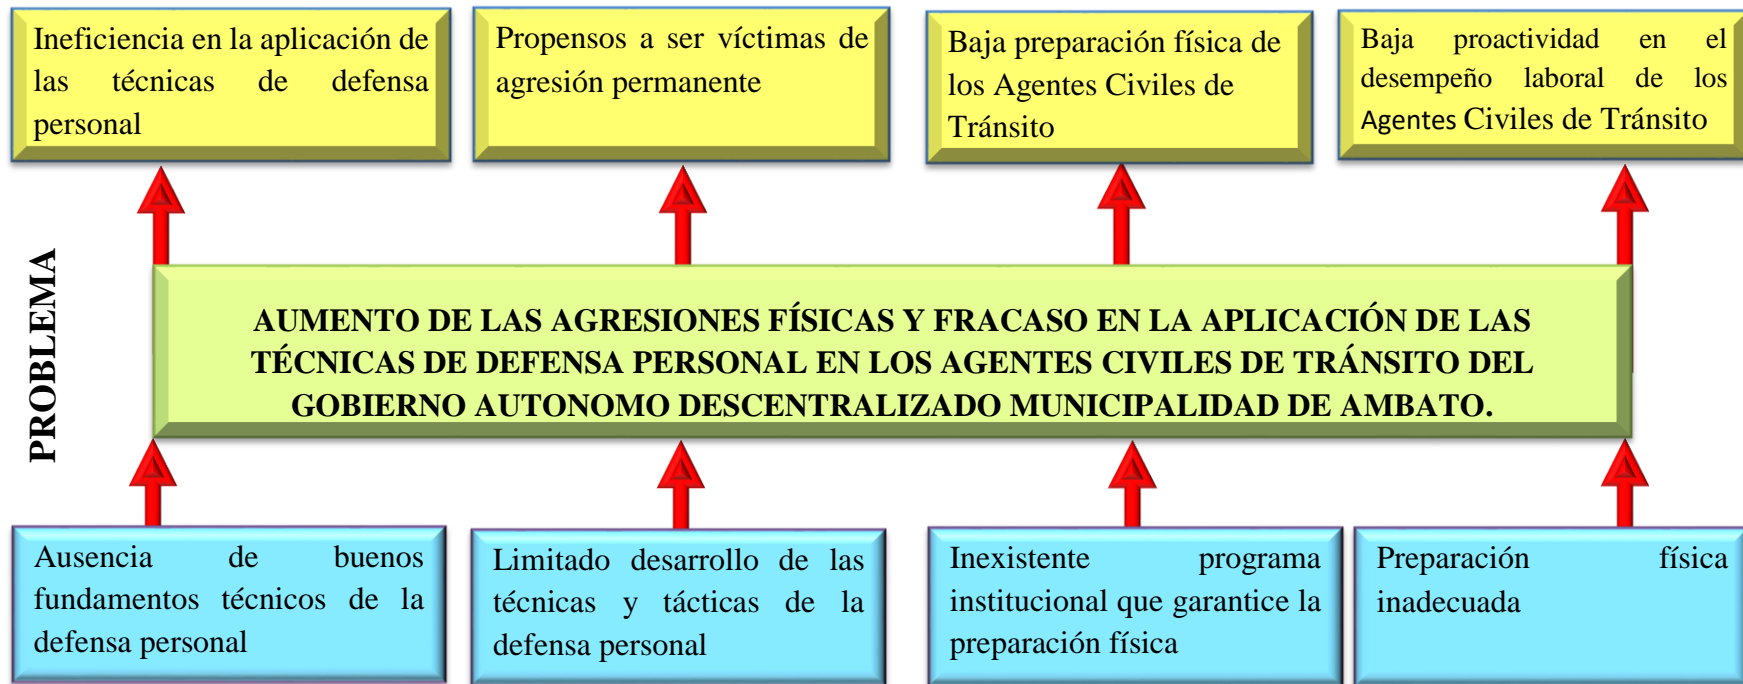 Ineficiencia en la aplicación de
las técnicas de defensa
personal
Propensos a ser víctimas de
agresión permanente
Baja preparación física de
los Agentes Civiles de
Tránsito
Baja proactividad en el
desempeño laboral de los
Agentes Civiles de Tránsito
PROBLEMA
AUMENTO DE LAS AGRESIONES FÍSICAS Y FRACASO EN LA APLICACIÓN DE LAS
TÉCNICAS DE DEFENSA PERSONAL EN LOS AGENTES CIVILES DE TRÁNSITO DEL
GOBIERNO AUTONOMO DESCENTRALIZADO MUNICIPALIDAD DE AMBATO.
Ausencia de buenos
fundamentos técnicos de la
defensa personal
Limitado desarrollo de las
técnicas y tácticas de la
defensa personal
Inexistente programa
institucional que garantice la
preparación física
Preparación física
inadecuada